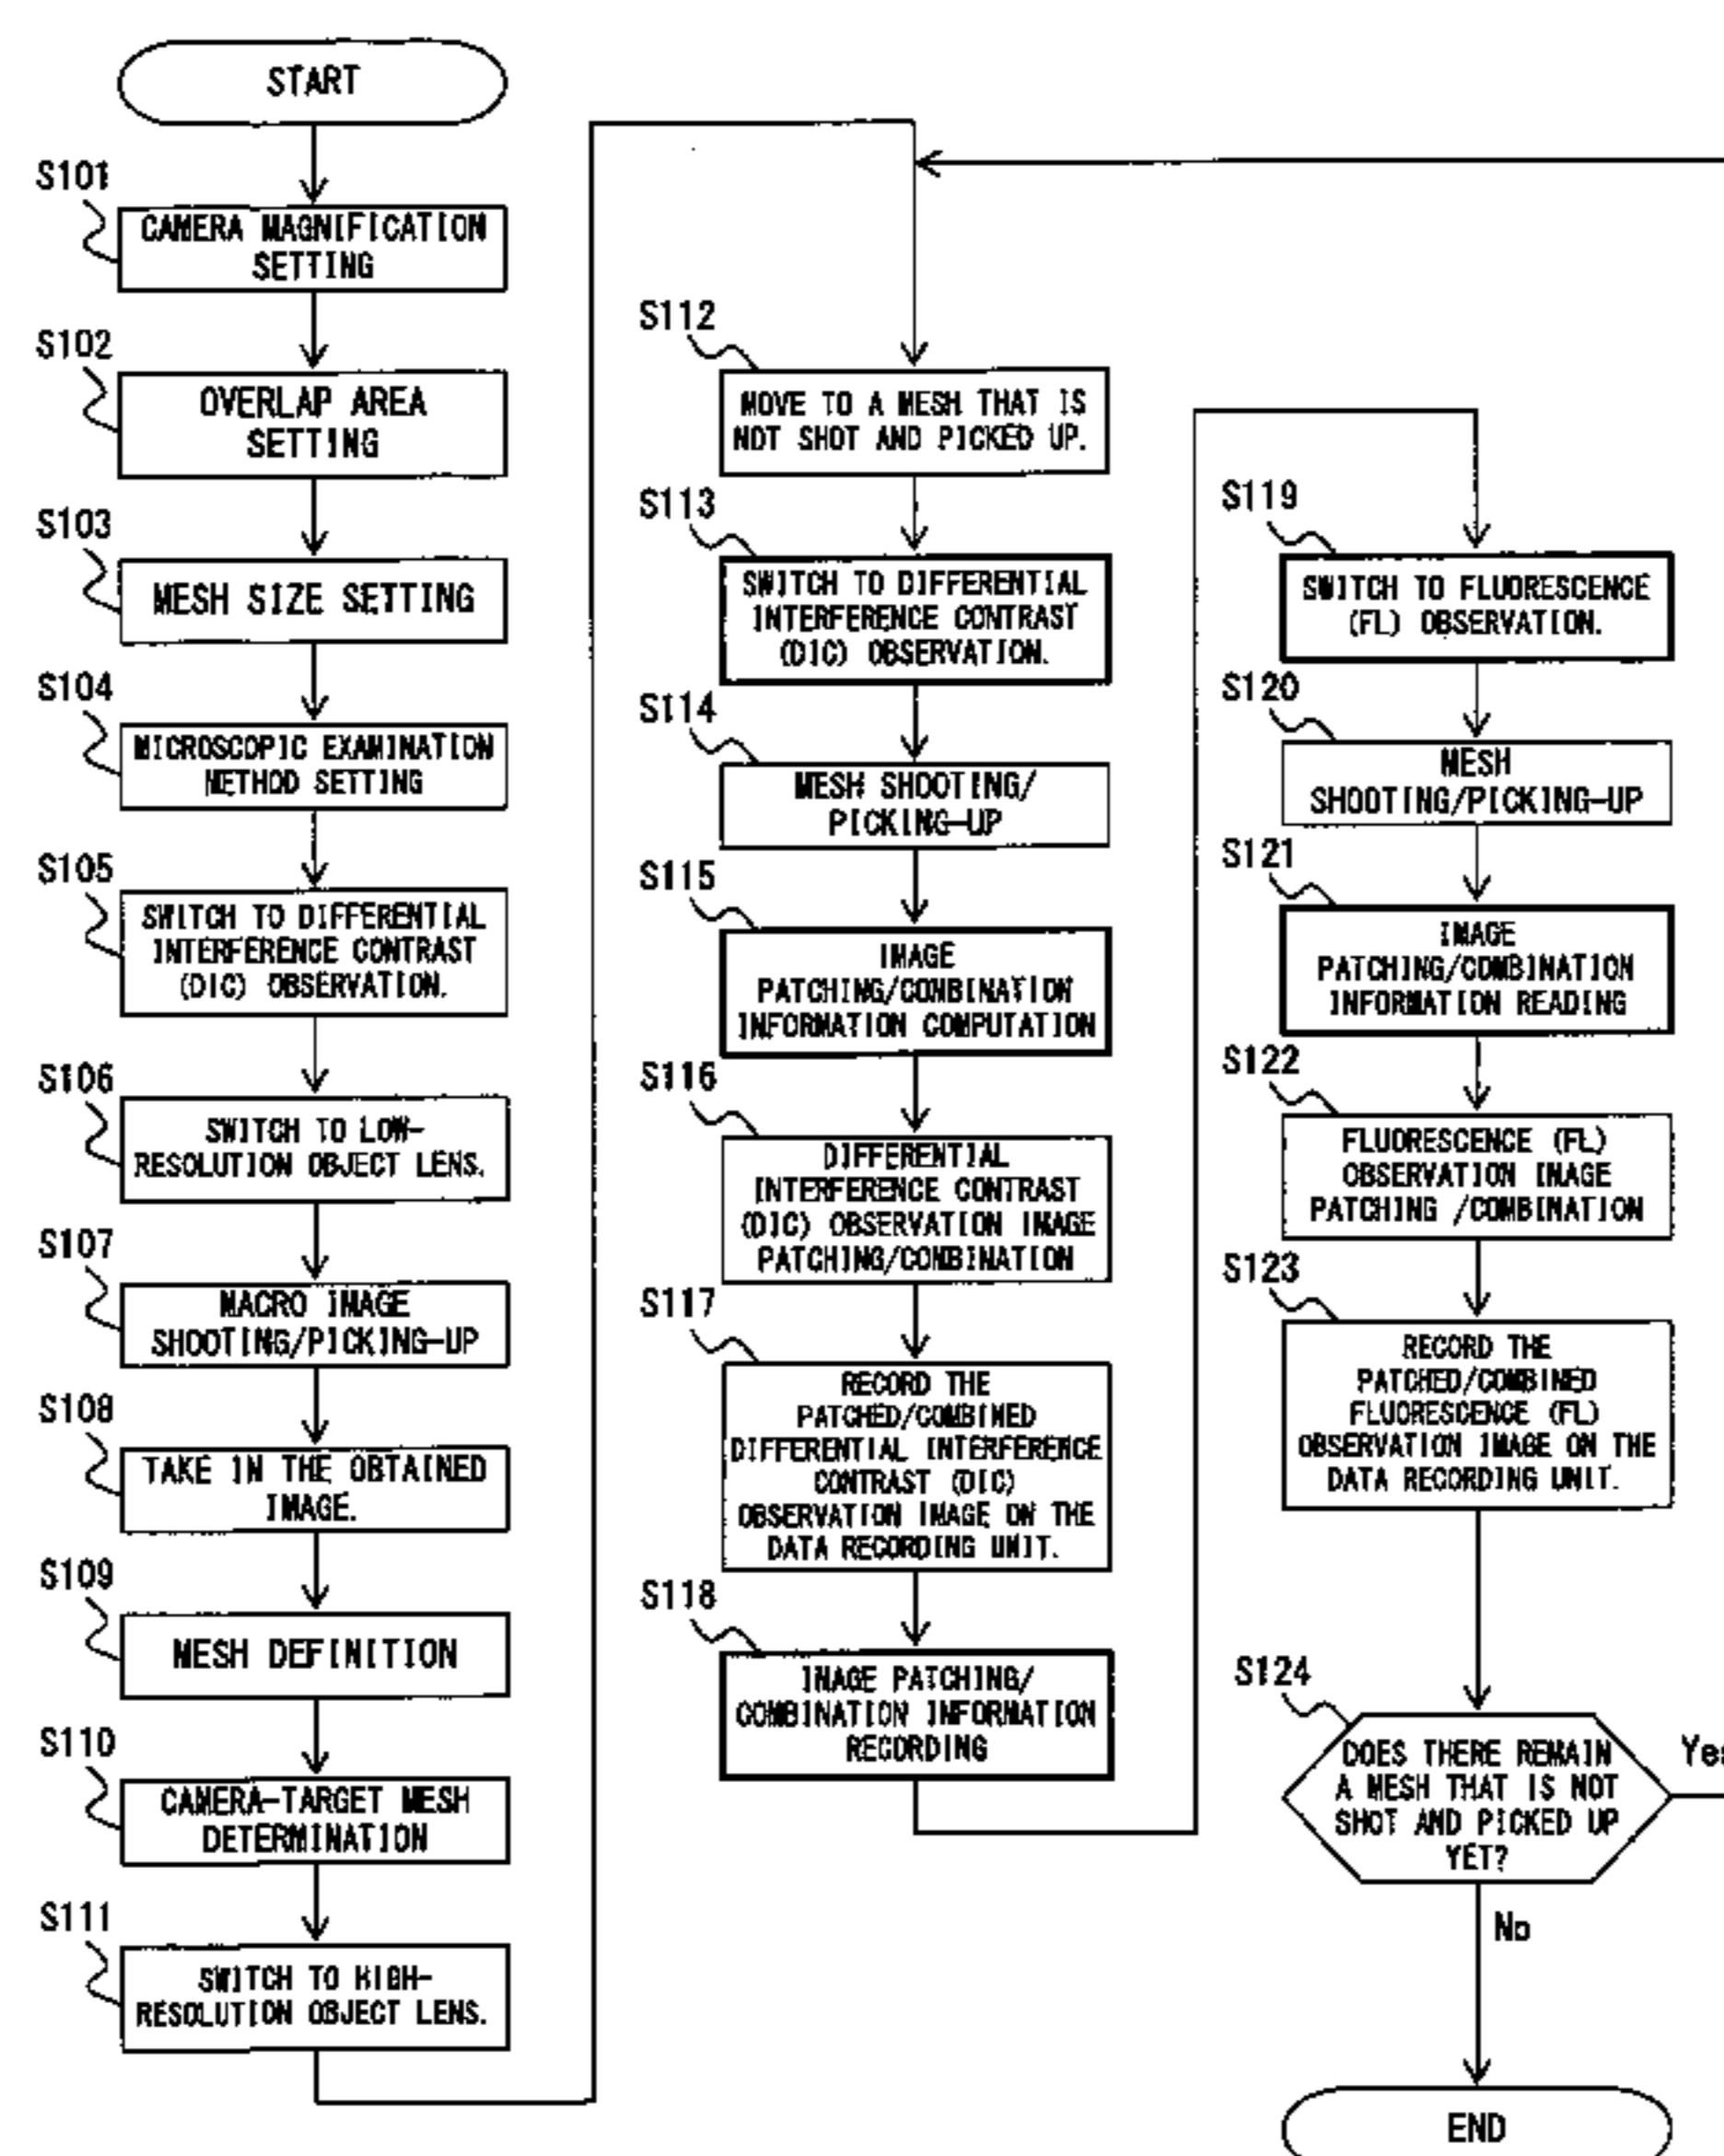 START
S101
CAMERA MAGNIFICATION
SETTING
S102
OVERLAP AREA
SETTING
S103
MESH SIZE SETTING
S104
MICROSCOPIC EXAMINATION
METHOD SETTING
S105
SWITCH TO DIFFERENTIAL
INTERFERENCE CONTRAST
(DIC) OBSERVATION.
S106
SWITCH TO LOW-
RESOLUTION OBJECT LENS.
S107
MACRO IMAGE
SHOOTING/PICKING-UP
S108
TAKE IN THE OBTAINED
IMAGE.
S109
MESH DEFINITION
S110
CAMERA-TARGET MESH
DETERMINATION
S111
SWITCH TO HIGH-
RESOLUTION OBJECT LENS.
S112
MOVE TO A MESH THAT IS
NOT SHOT AND PICKED UP.
S113
SWITCH TO DIFFERENTIAL
INTERFERENCE CONTRAST
(DIC) OBSERVATION.
S114
MESH SHOOTING/
PICKING-UP
S115
IMAGE
PATCHING/COMBINATION
INFORMATION COMPUTATION
S116
DIFFERENTIAL
INTERFERENCE CONTRAST
(DIC) OBSERVATION IMAGE
PATCHING/COMBINATION
S117
RECORD THE
PATCHED/COMBINED
DIFFERENTIAL INTERFERENCE
CONTRAST (DIC)
OBSERVATION IMAGE ON THE
DATA RECORDING UNIT.
S118
IMAGE PATCHING/
COMBINATION INFORMATION
RECORDING
S119
SWITCH TO FLUORESCENCE
(FL) OBSERVATION.
S120
MESH
SHOOTING/PICKING-UP
S121
IMAGE
PATCHING/COMBINATION
INFORMATION READING
S122
FLUORESCENCE (FL)
OBSERVATION IMAGE
PATCHING /COMBINATION
S123
RECORD THE
PATCHED/COMBINED
FLUORESCENCE (FL)
OBSERVATION IMAGE ON THE
DATA RECORDING UNIT.
S124
DOES THERE REMAIN
A MESH THAT IS NOT
SHOT AND PICKED UP
YET?
Yes
No
END